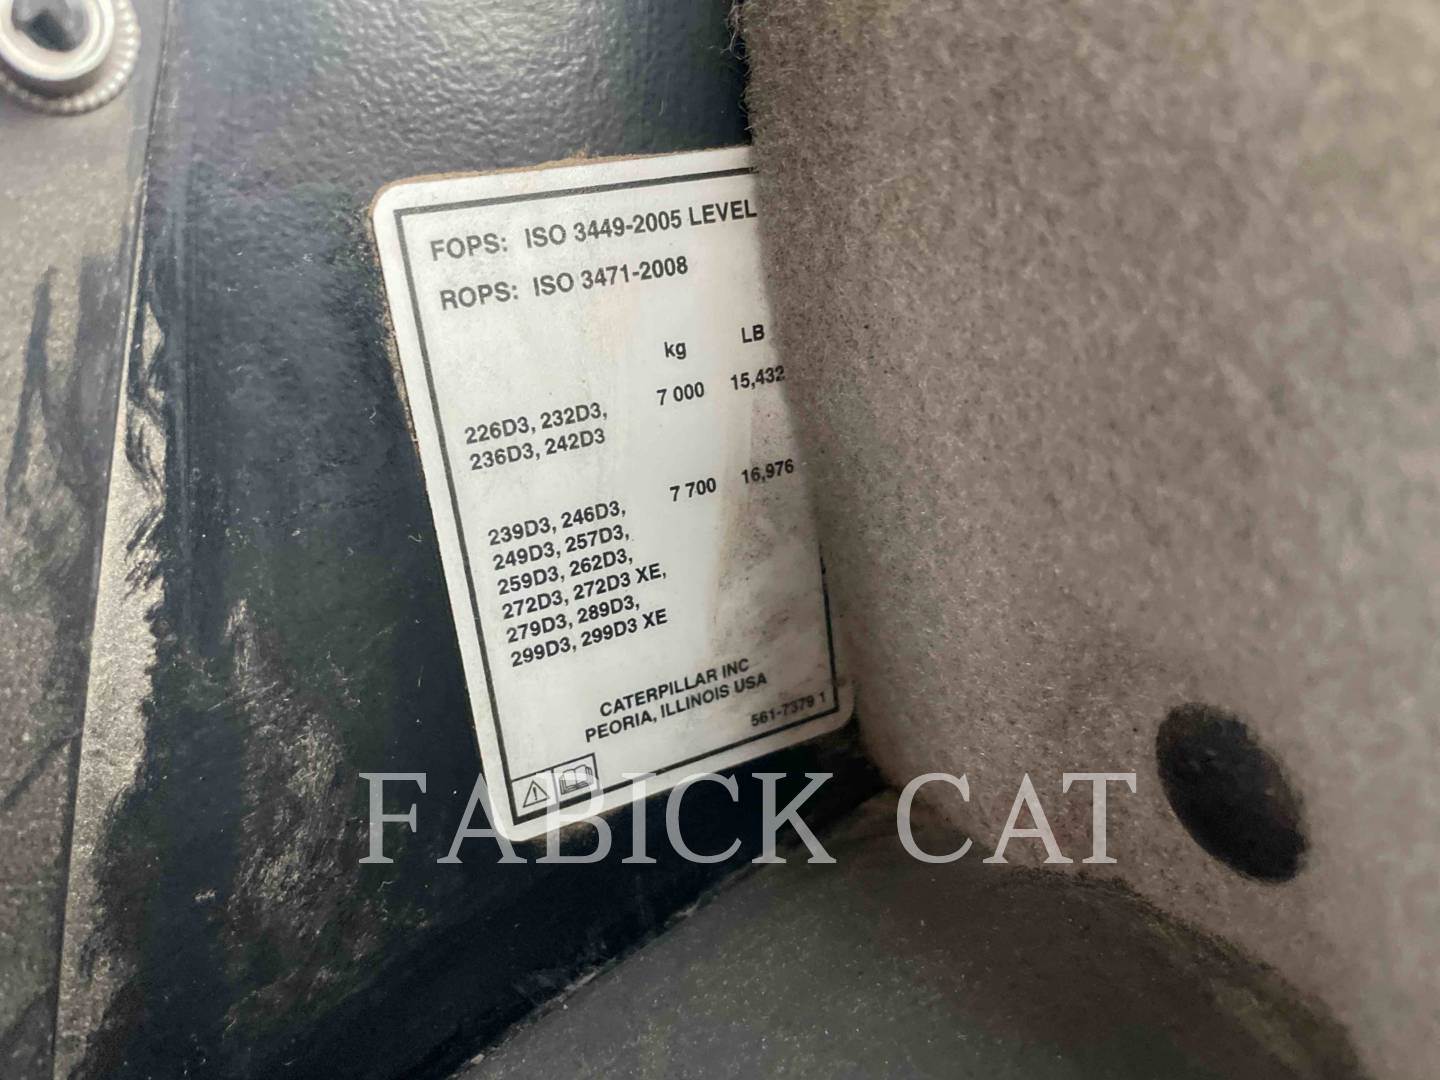 FOPS: ISO 3449-2005 LEVEL
ROPS: ISO 3471-2008
kg LB
7 000 15,432
226D3, 232D3,
236D3, 242D3
7 700 16,976
239D3, 246D3,
249D3, 257D3,
259D3, 262D3,
272D3, 272D3 XE,
279D3, 289D3,
299D3, 299D3 XE
CATERPILLAR INC
PEORIA, ILLINOIS USA
561-7379 1
FABICK CAT